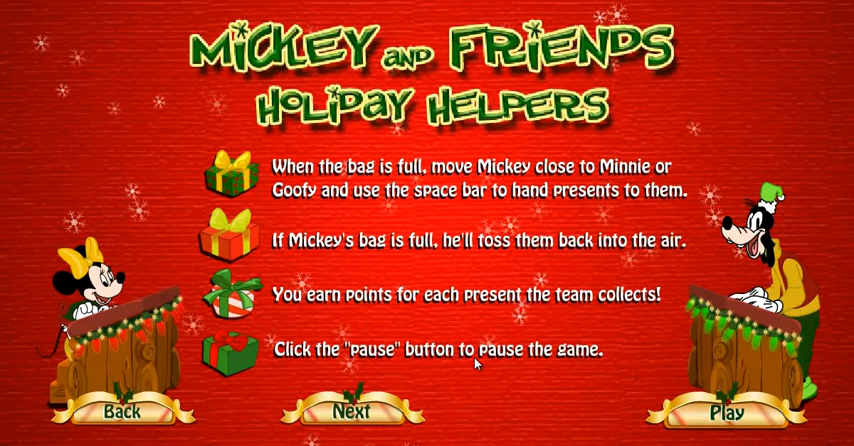 MICKEY AND FRIENDS
HOLIDAY HELPERS
When the bag is full, move Mickey close to Minnie or
Goofy and use the space bar to hand presents to them.
If Mickey's bag is full, he'll toss them back into the air.
You earn points for each present the team collects!
Click the "pause" button to pause the game.
Back
Next
Play